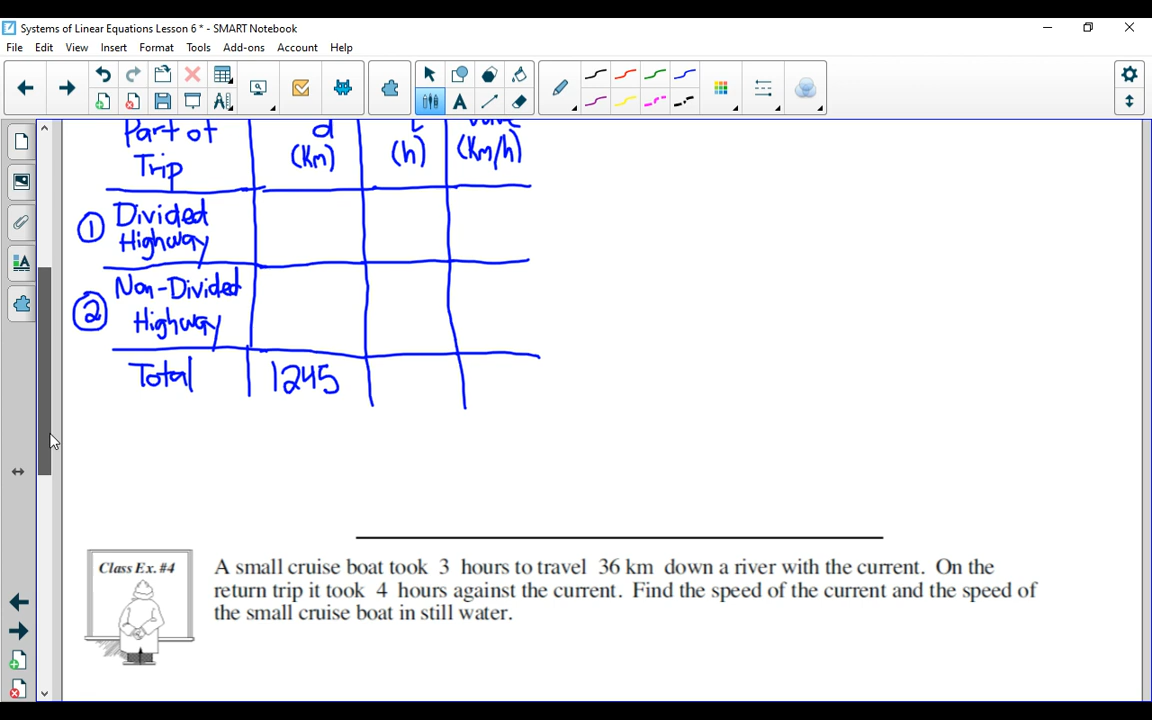 Systems of Linear Equations Lesson 6 * - SMART Notebook
File Edit View Insert Format Tools Add-ons Account Help
Part of d t
Trip (Km) (h) (Km/h)
① Divided
Highway
② Non-Divided
Highway
Total 1245
Class Ex. #4
A small cruise boat took 3 hours to travel 36 km down a river with the current. On the
return trip it took 4 hours against the current. Find the speed of the current and the speed of
the small cruise boat in still water.